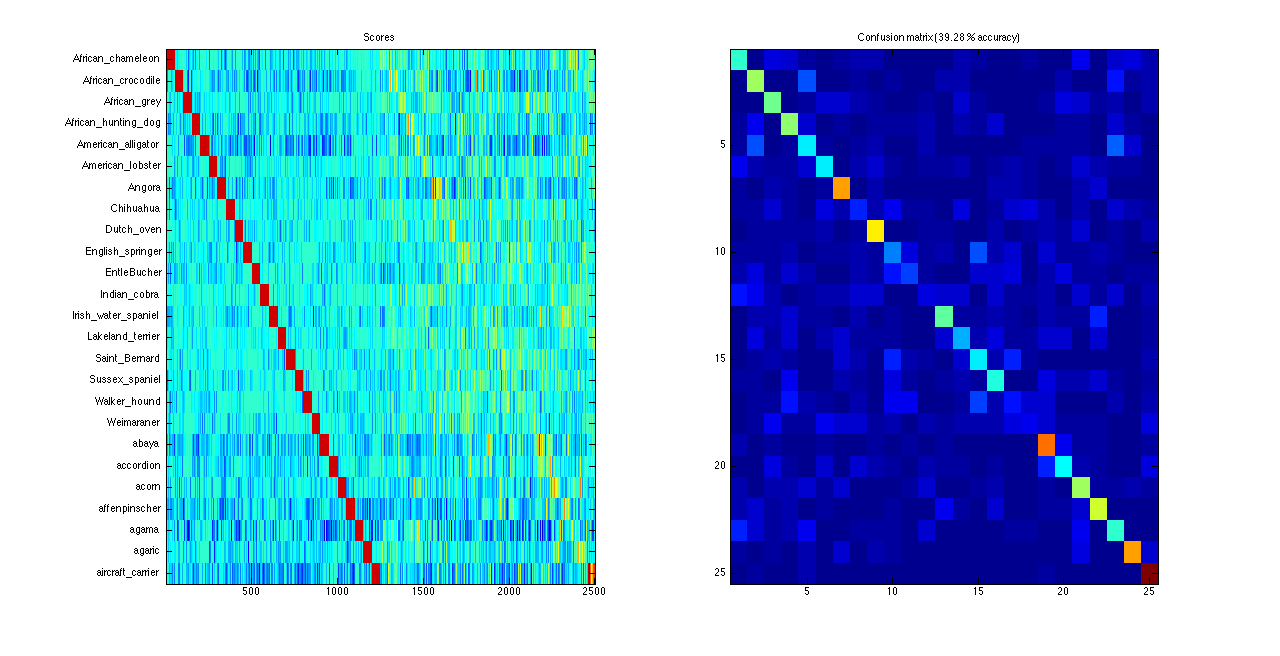 Scores
African_chameleon
African_crocodile
African_grey
African_hunting_dog
American_alligator
American_lobster
Angora
Chihuahua
Dutch_oven
English_springer
EntleBucher
Indian_cobra
Irish_water_spaniel
Lakeland_terrier
Saint_Bernard
Sussex_spaniel
Walker_hound
Weimaraner
abaya
accordion
acorn
affenpinscher
agama
agaric
aircraft_carrier
500 1000 1500 2000 2500
Confusion matrix (39.28 % accuracy)
5
10
15
20
25
5 10 15 20 25